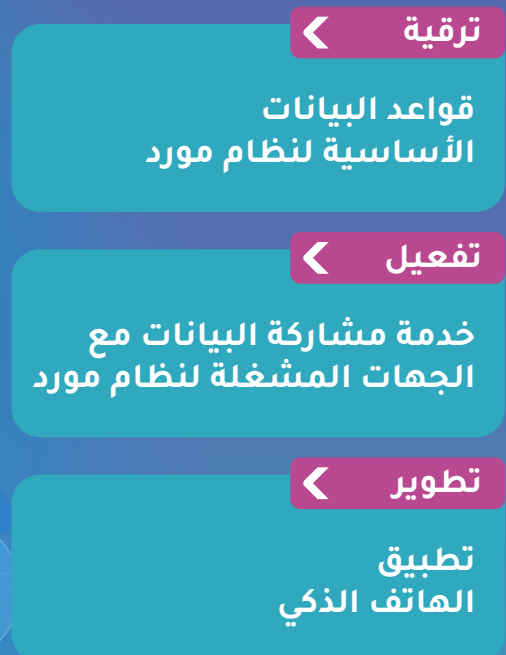 ترقية
قواعد البيانات
الأساسية لنظام مورد
تفعيل
خدمة مشاركة البيانات مع
الجهات المشغلة لنظام مورد
تطوير
تطبيق
الهاتف الذكي